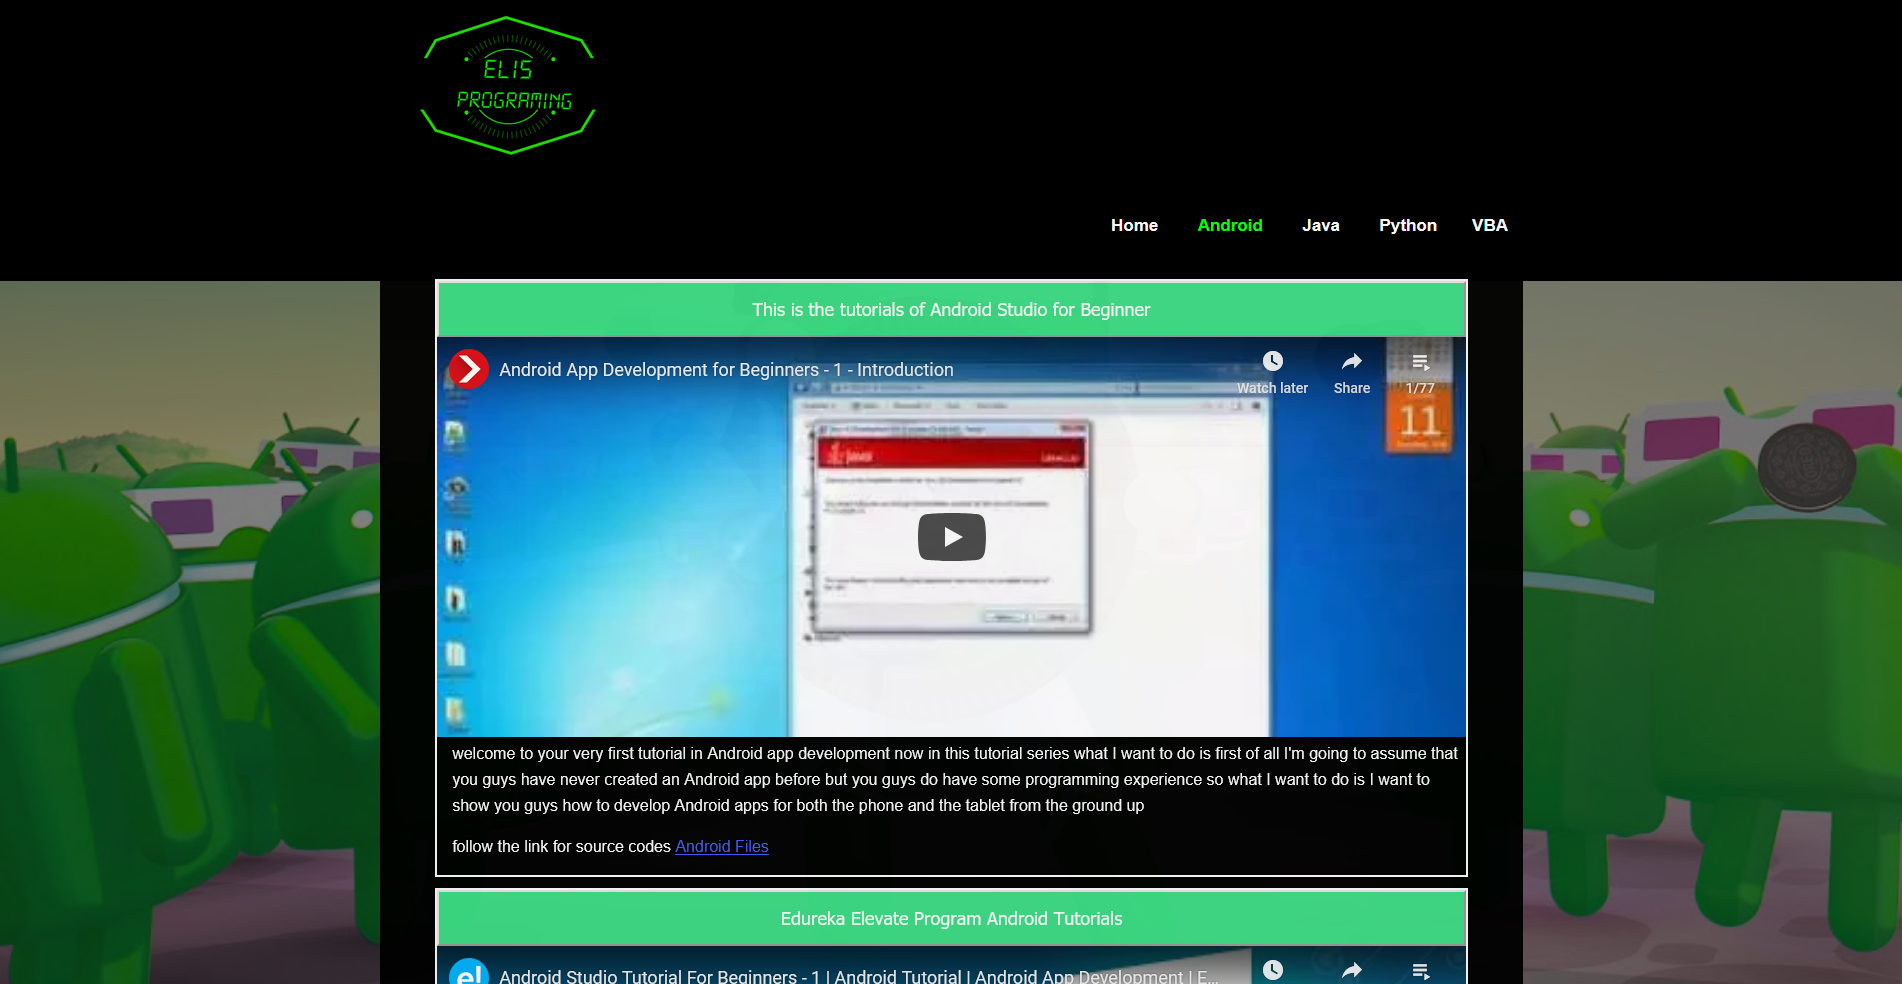 ELIS
PROGRAMING
Home Android Java Python VBA
This is the tutorials of Android Studio for Beginner
Android App Development for Beginners - 1 - Introduction
Watch later Share 1/77
11
java
welcome to your very first tutorial in Android app development now in this tutorial series what I want to do is first of all I'm going to assume that
you guys have never created an Android app before but you guys do have some programming experience so what I want to do is I want to
show you guys how to develop Android apps for both the phone and the tablet from the ground up
follow the link for source codes Android Files
Edureka Elevate Program Android Tutorials
e!
Android Studio Tutorial For Beginners - 1 | Android Tutorial | Android App Development | E...